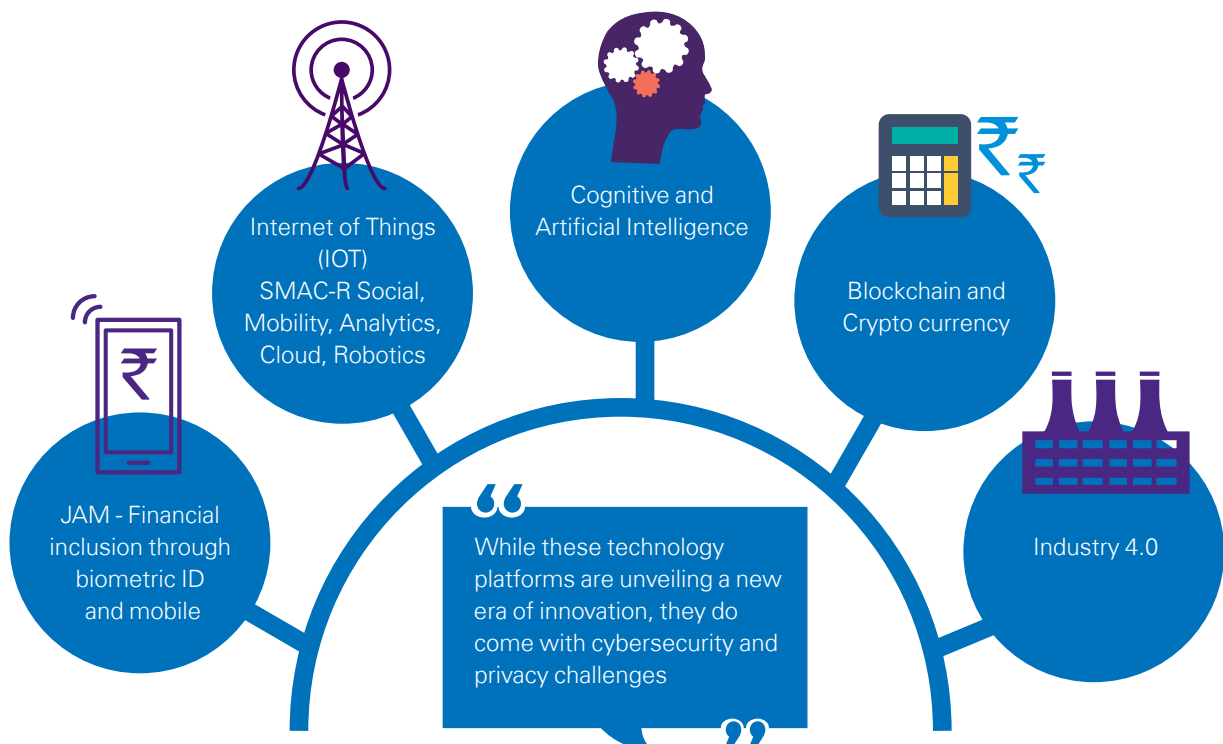 Cognitive and
Artificial Intelligence
Internet of Things
(IOT)
SMAC-R Social,
Mobility, Analytics,
Cloud, Robotics
₹
₹
Blockchain and
Crypto currency
₹
JAM - Financial
inclusion through
biometric ID
and mobile
Industry 4.0
“
While these technology
platforms are unveiling a new
era of innovation, they do
come with cybersecurity and
privacy challenges
”